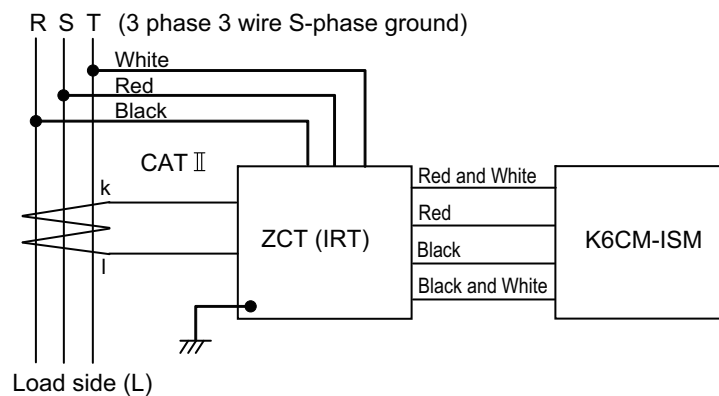 R S T (3 phase 3 wire S-phase ground)
White
Red
Black
CAT Ⅱ
k
l
ZCT (IRT)
Red and White
Red
Black
Black and White
K6CM-ISM
Load side (L)